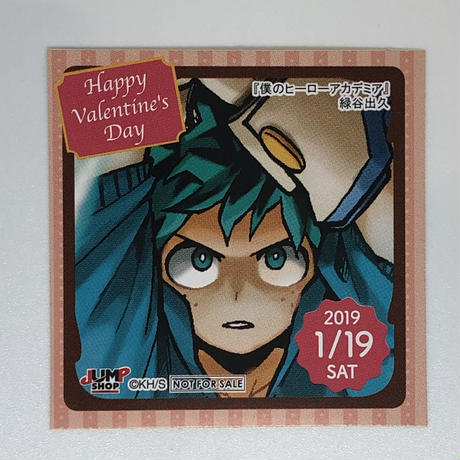 Happy
Valentine's
Day
『僕のヒーローアカデミア』
緑谷出久
2019
1/19
SAT
JUMP
SHOP
©KH/S NOT FOR SALE